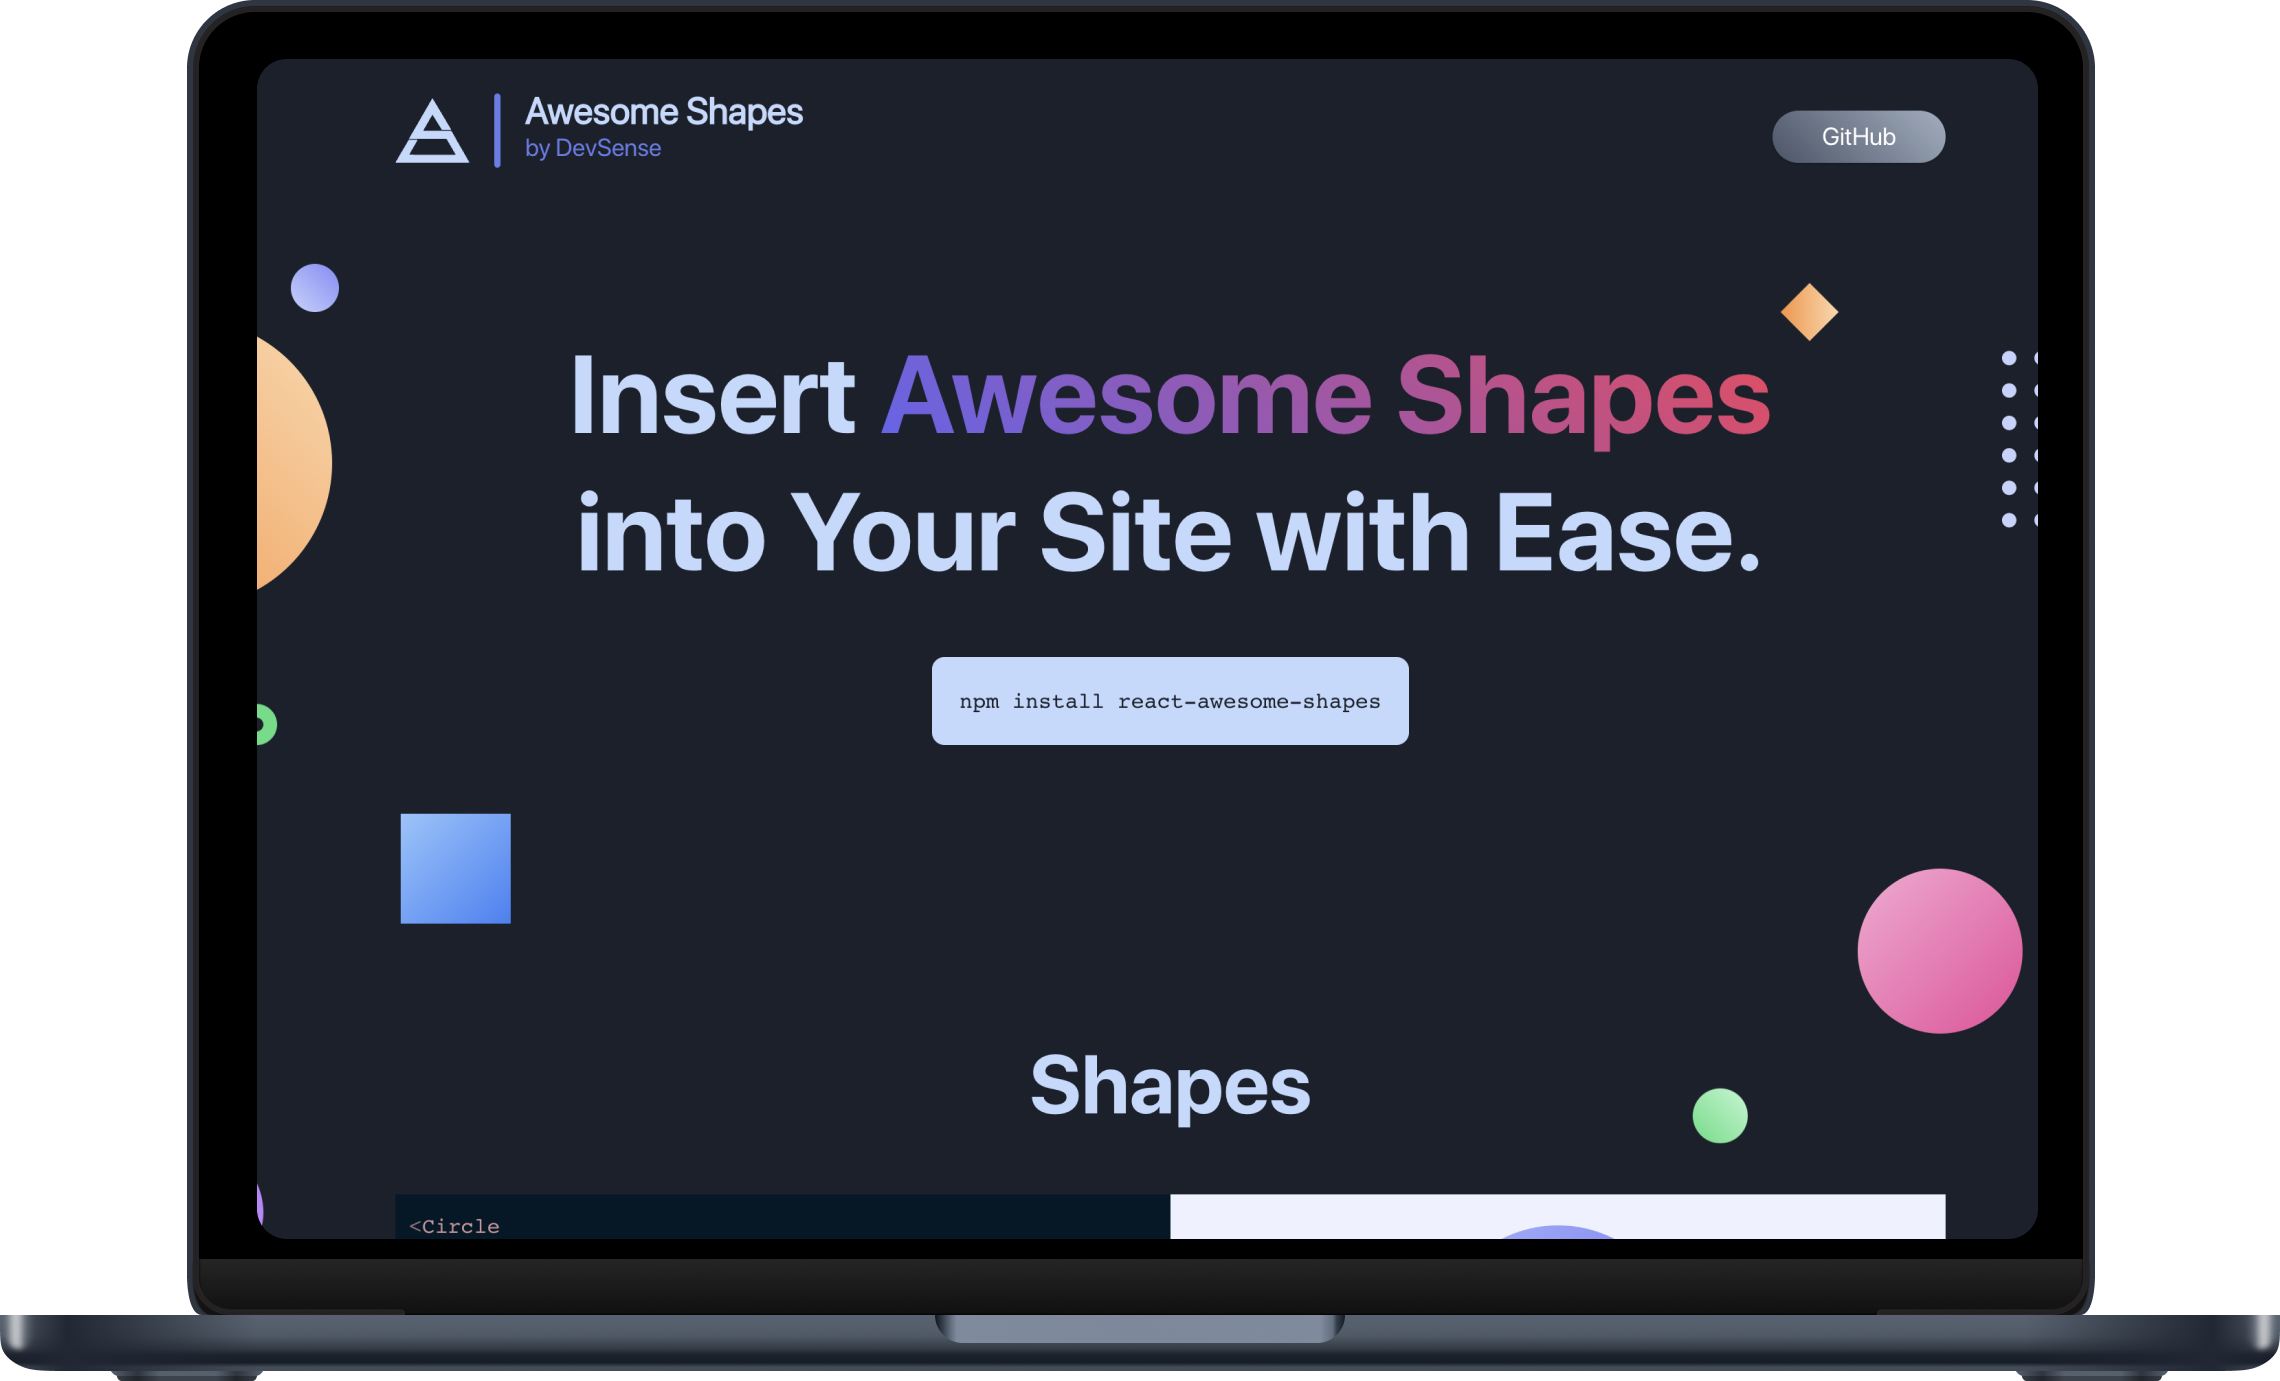 Awesome Shapes
by DevSense
GitHub
Insert Awesome Shapes
into Your Site with Ease.
npm install react-awesome-shapes
Shapes
<Circle